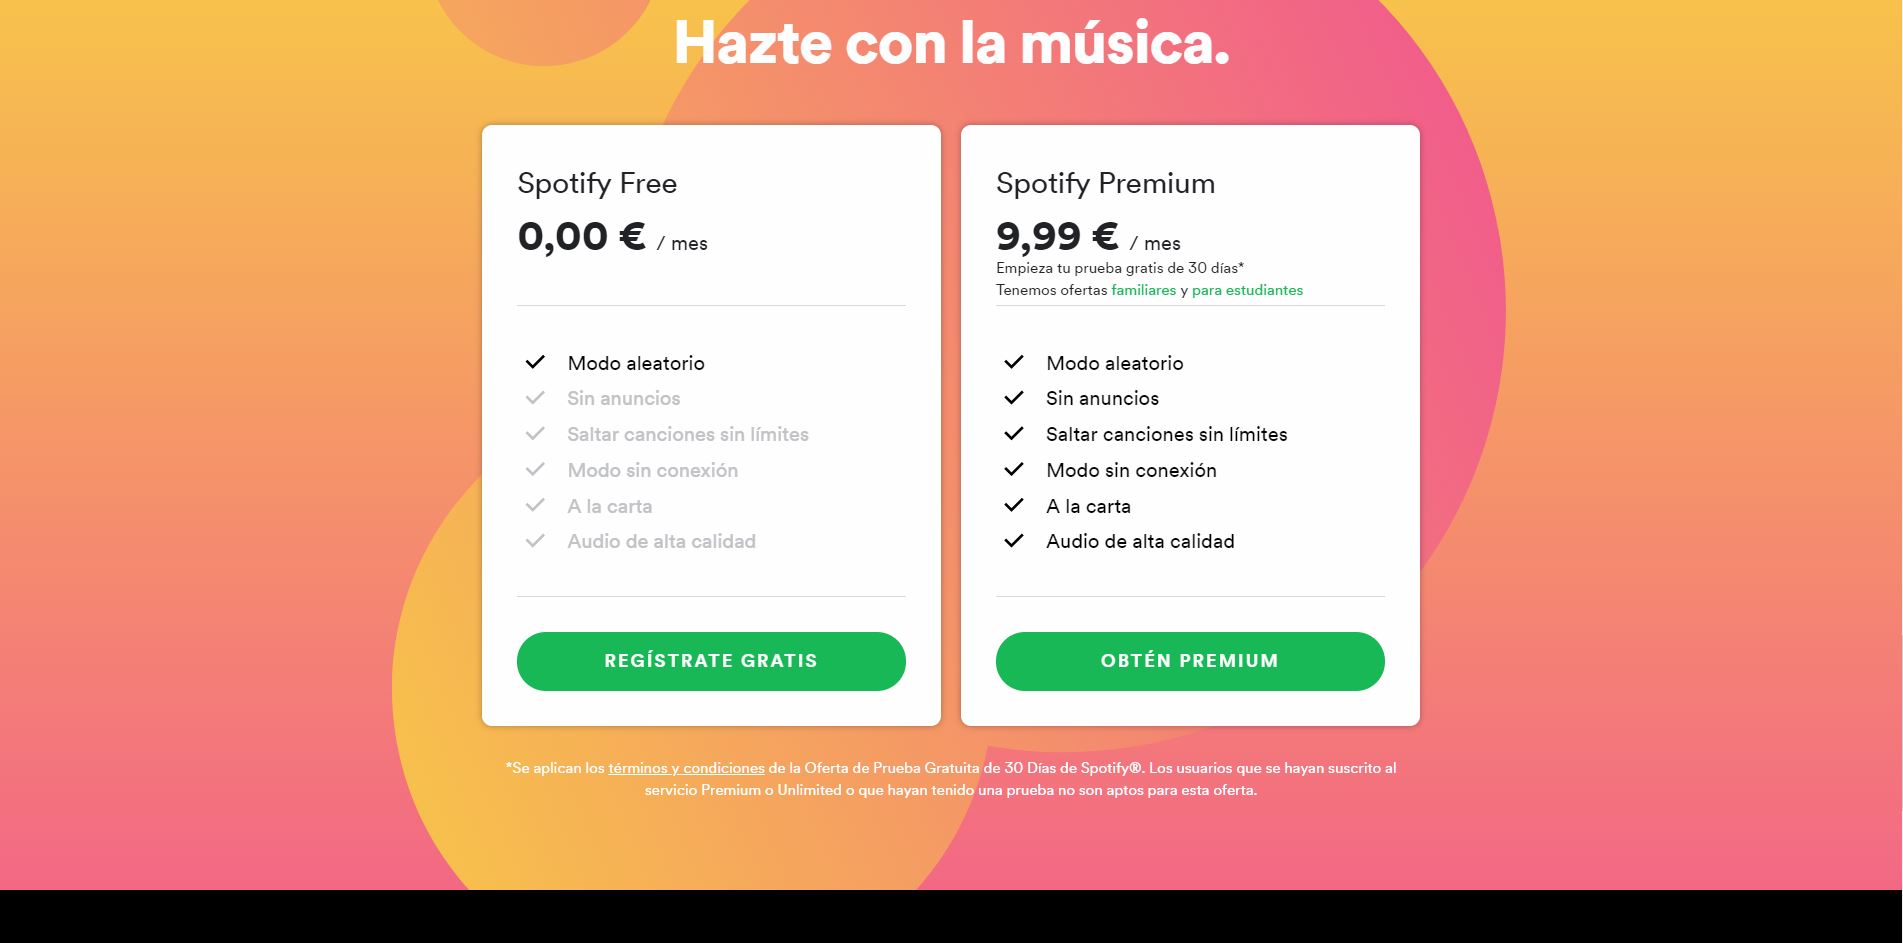 Hazte con la música.
Spotify Free
0,00 € / mes
Modo aleatorio
Sin anuncios
Saltar canciones sin límites
Modo sin conexión
A la carta
Audio de alta calidad
REGÍSTRATE GRATIS
Spotify Premium
9,99 € / mes
Empieza tu prueba gratis de 30 días*
Tenemos ofertas familiares y para estudiantes
Modo aleatorio
Sin anuncios
Saltar canciones sin límites
Modo sin conexión
A la carta
Audio de alta calidad
OBTÉN PREMIUM
*Se aplican los términos y condiciones de la Oferta de Prueba Gratuita de 30 Días de Spotify®. Los usuarios que se hayan suscrito al
servicio Premium o Unlimited o que hayan tenido una prueba no son aptos para esta oferta.